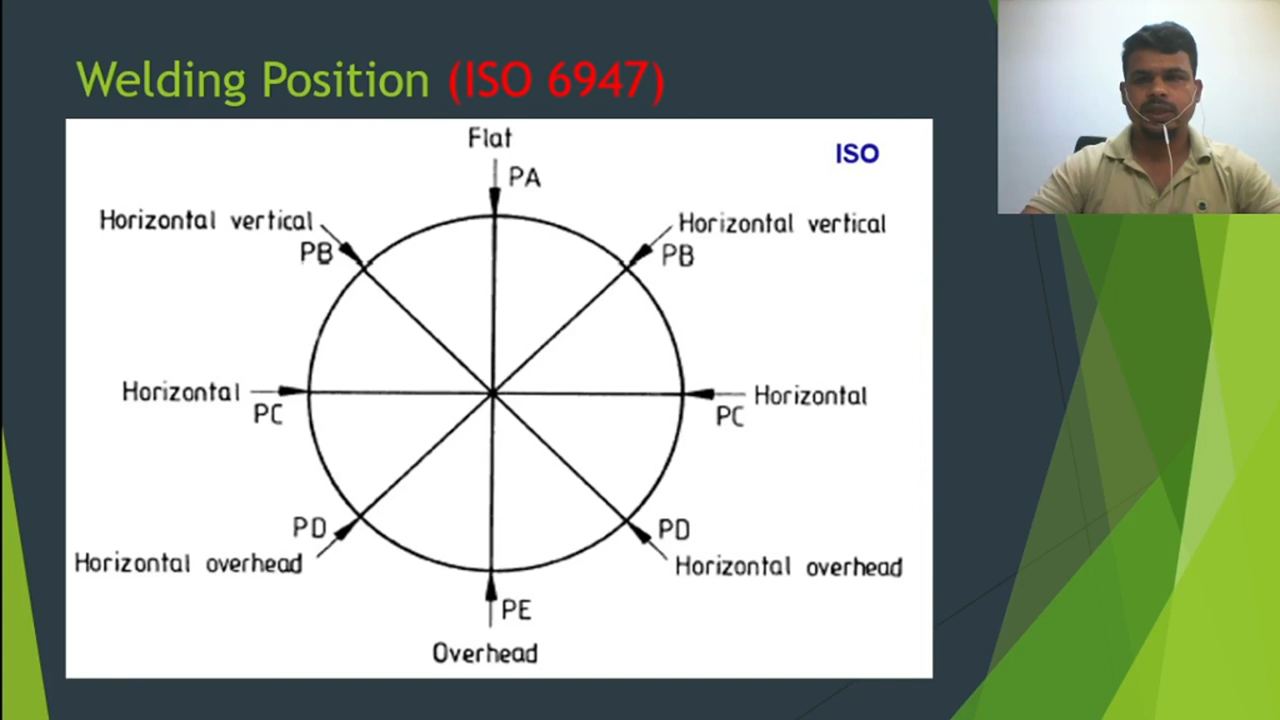 Welding Position (ISO 6947)
Flat
ISO
PA
Horizontal vertical
Horizontal vertical
PB
PB
Horizontal
Horizontal
PC
PC
PD
PD
Horizontal overhead
Horizontal overhead
PE
Overhead